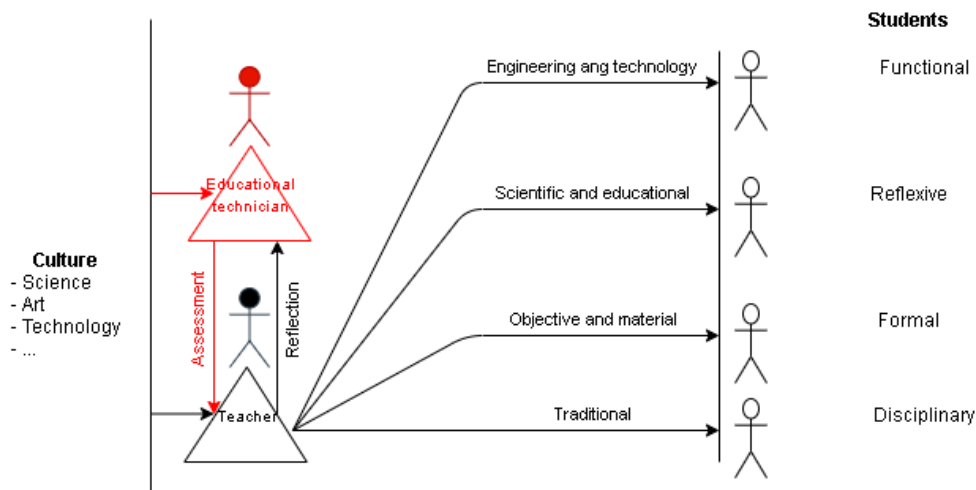 Students
Engineering ang technology
Functional
Educational
technician
Scientific and educational
Reflexive
Culture
- Science
- Art
- Technology
- ...
Assessment
Reflection
Objective and material
Formal
Teacher
Traditional
Disciplinary